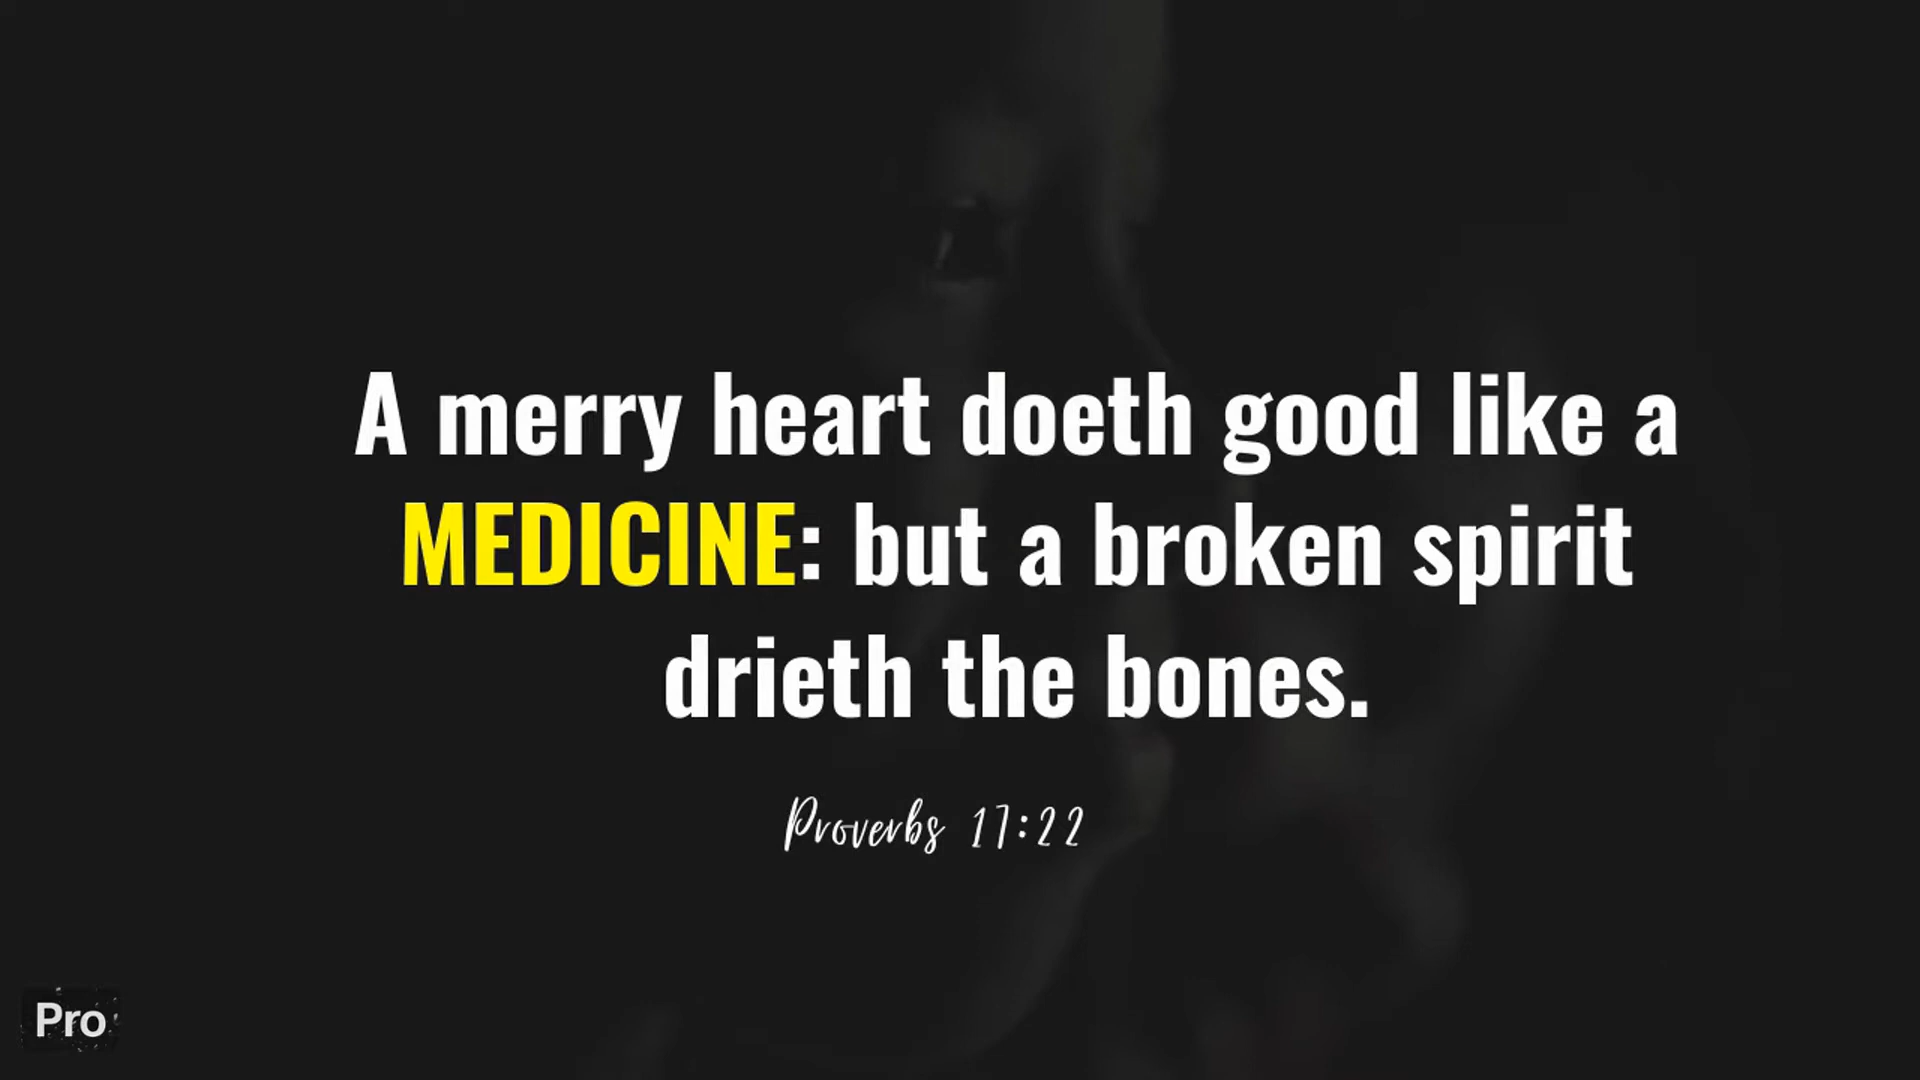 A merry heart doeth good like a
MEDICINE: but a broken spirit
drieth the bones.
Proverbs 17:22
Pro